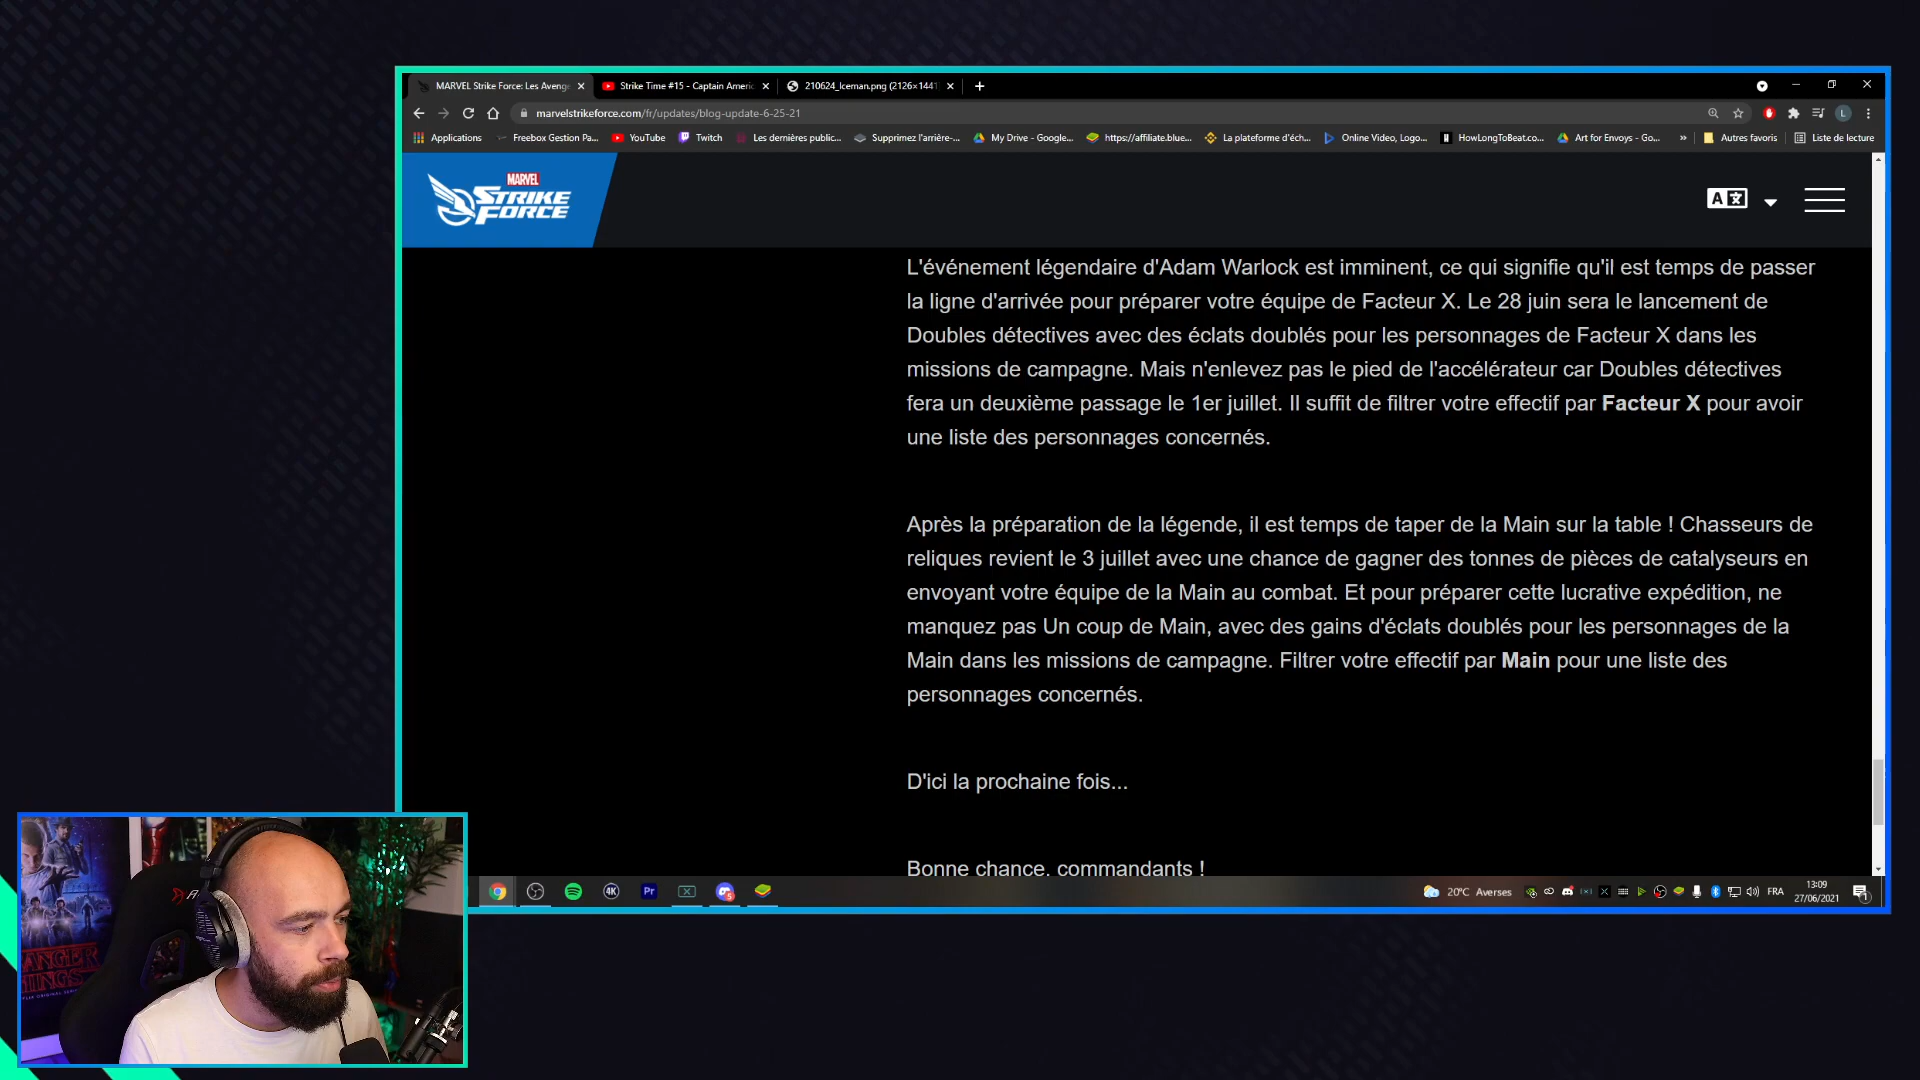 MARVEL Strike Force: Les Aveng
Strike Time #15 - Captain Americ
210624_Iceman.png (2126×1441
marvelstrikeforce.com/fr/updates/blog-update-6-25-21
Applications
Freebox Gestion Pa...
YouTube
Twitch
Les dernières public...
Supprimez l'arrière-...
My Drive - Google...
https://affiliate.blue...
La plateforme d'éch...
Online Video, Logo...
HowLongToBeat.co...
Art for Envoys - Go...
»
Autres favoris
Liste de lecture
MARVEL
STRIKE
FORCE
L'événement légendaire d'Adam Warlock est imminent, ce qui signifie qu'il est temps de passer
la ligne d'arrivée pour préparer votre équipe de Facteur X. Le 28 juin sera le lancement de
Doubles détectives avec des éclats doublés pour les personnages de Facteur X dans les
missions de campagne. Mais n'enlevez pas le pied de l'accélérateur car Doubles détectives
fera un deuxième passage le 1er juillet. Il suffit de filtrer votre effectif par Facteur X pour avoir
une liste des personnages concernés.
Après la préparation de la légende, il est temps de taper de la Main sur la table ! Chasseurs de
reliques revient le 3 juillet avec une chance de gagner des tonnes de pièces de catalyseurs en
envoyant votre équipe de la Main au combat. Et pour préparer cette lucrative expédition, ne
manquez pas Un coup de Main, avec des gains d'éclats doublés pour les personnages de la
Main dans les missions de campagne. Filtrer votre effectif par Main pour une liste des
personnages concernés.
D'ici la prochaine fois...
Bonne chance, commandants !
4K
Pr
20°C Averses
FRA
13:09
27/06/2021
ANGER
HINGS